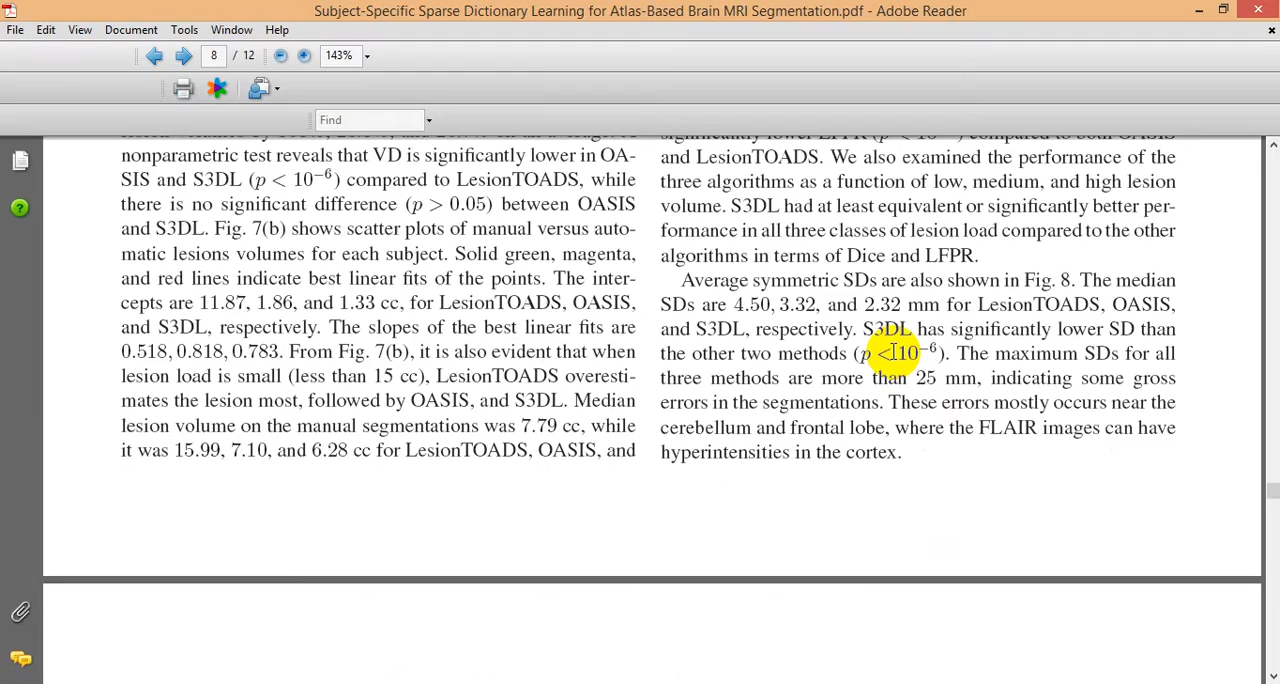 Subject-Specific Sparse Dictionary Learning for Atlas-Based Brain MRI Segmentation.pdf - Adobe Reader
File Edit View Document Tools Window Help
8 / 12 143%
Find
nonparametric test reveals that VD is significantly lower in OA-
SIS and S3DL (p < 10⁻⁶) compared to LesionTOADS, while
there is no significant difference (p > 0.05) between OASIS
and S3DL. Fig. 7(b) shows scatter plots of manual versus auto-
matic lesions volumes for each subject. Solid green, magenta,
and red lines indicate best linear fits of the points. The inter-
cepts are 11.87, 1.86, and 1.33 cc, for LesionTOADS, OASIS,
and S3DL, respectively. The slopes of the best linear fits are
0.518, 0.818, 0.783. From Fig. 7(b), it is also evident that when
lesion load is small (less than 15 cc), LesionTOADS overesti-
mates the lesion most, followed by OASIS, and S3DL. Median
lesion volume on the manual segmentations was 7.79 cc, while
it was 15.99, 7.10, and 6.28 cc for LesionTOADS, OASIS, and
compared to both OASIS
and LesionTOADS. We also examined the performance of the
three algorithms as a function of low, medium, and high lesion
volume. S3DL had at least equivalent or significantly better per-
formance in all three classes of lesion load compared to the other
algorithms in terms of Dice and LFPR.
Average symmetric SDs are also shown in Fig. 8. The median
SDs are 4.50, 3.32, and 2.32 mm for LesionTOADS, OASIS,
and S3DL, respectively. S3DL has significantly lower SD than
the other two methods (p < 10⁻⁶). The maximum SDs for all
three methods are more than 25 mm, indicating some gross
errors in the segmentations. These errors mostly occurs near the
cerebellum and frontal lobe, where the FLAIR images can have
hyperintensities in the cortex.